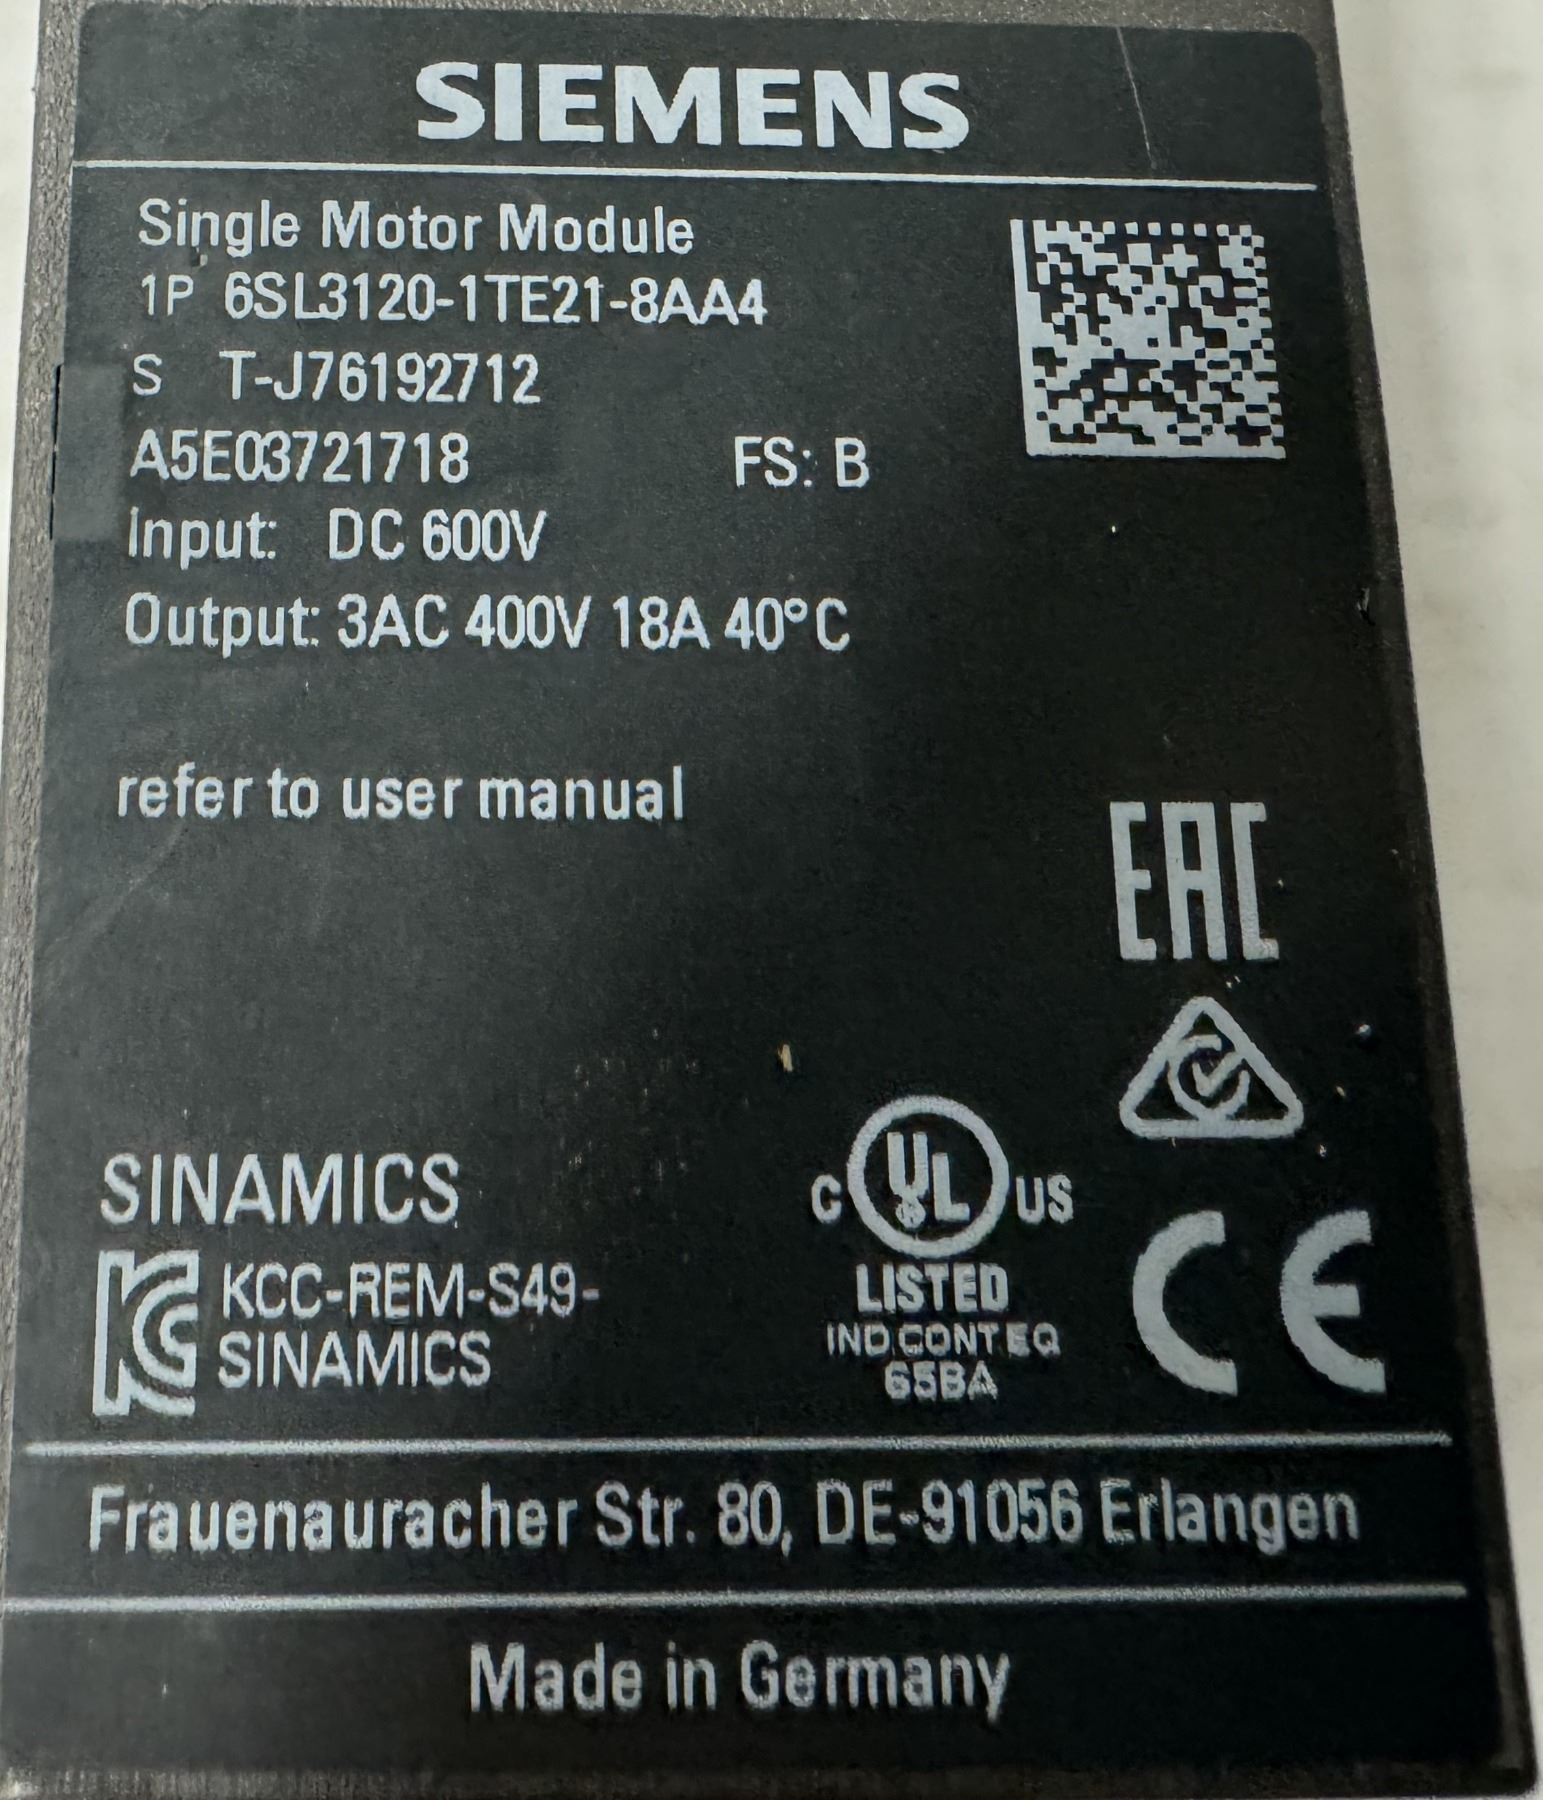 SIEMENS
Single Motor Module
1P 6SL3120-1TE21-8AA4
S T-J76192712
A5E03721718 FS: B
Input: DC 600V
Output: 3AC 400V 18A 40°C
refer to user manual
EAC
SINAMICS
C UL US
LISTED
IND.CONT.EQ
65BA
KCC-REM-S49-
SINAMICS
CE
Frauenauracher Str. 80, DE-91056 Erlangen
Made in Germany